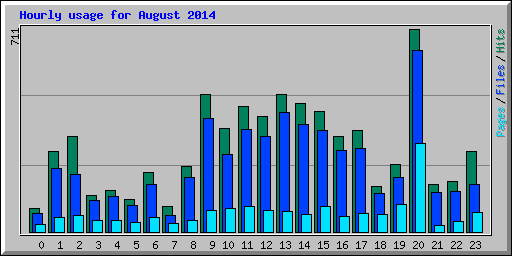 Hourly usage for August 2014
711
Pages/Files/Hits
0 1 2 3 4 5 6 7 8 9 10 11 12 13 14 15 16 17 18 19 20 21 22 23